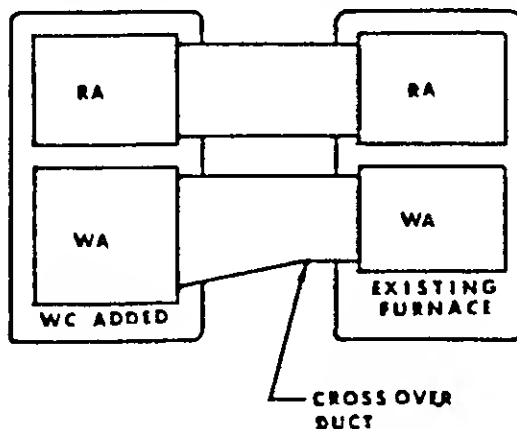 RA
RA
WA
WA
WC ADDED
EXISTING
FURNACE
CROSS OVER
DUCT